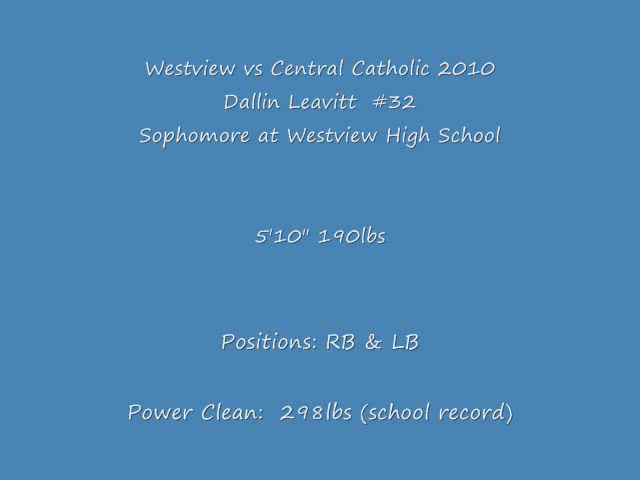 Westview vs Central Catholic 2010
Dallin Leavitt #32
Sophomore at Westview High School
5'10" 190lbs
Positions: RB & LB
Power Clean: 298lbs (school record)